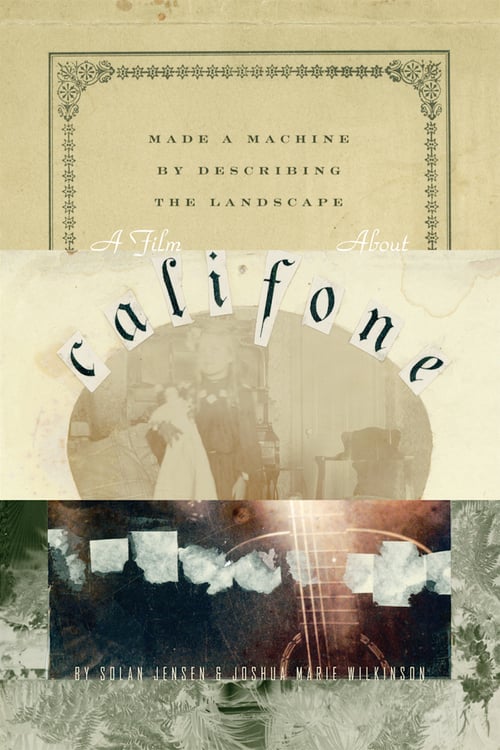 MADE A MACHINE
BY DESCRIBING
THE LANDSCAPE
A Film About
califone
BY SOLAN JENSEN & JOSHUA MARIE WILKINSON